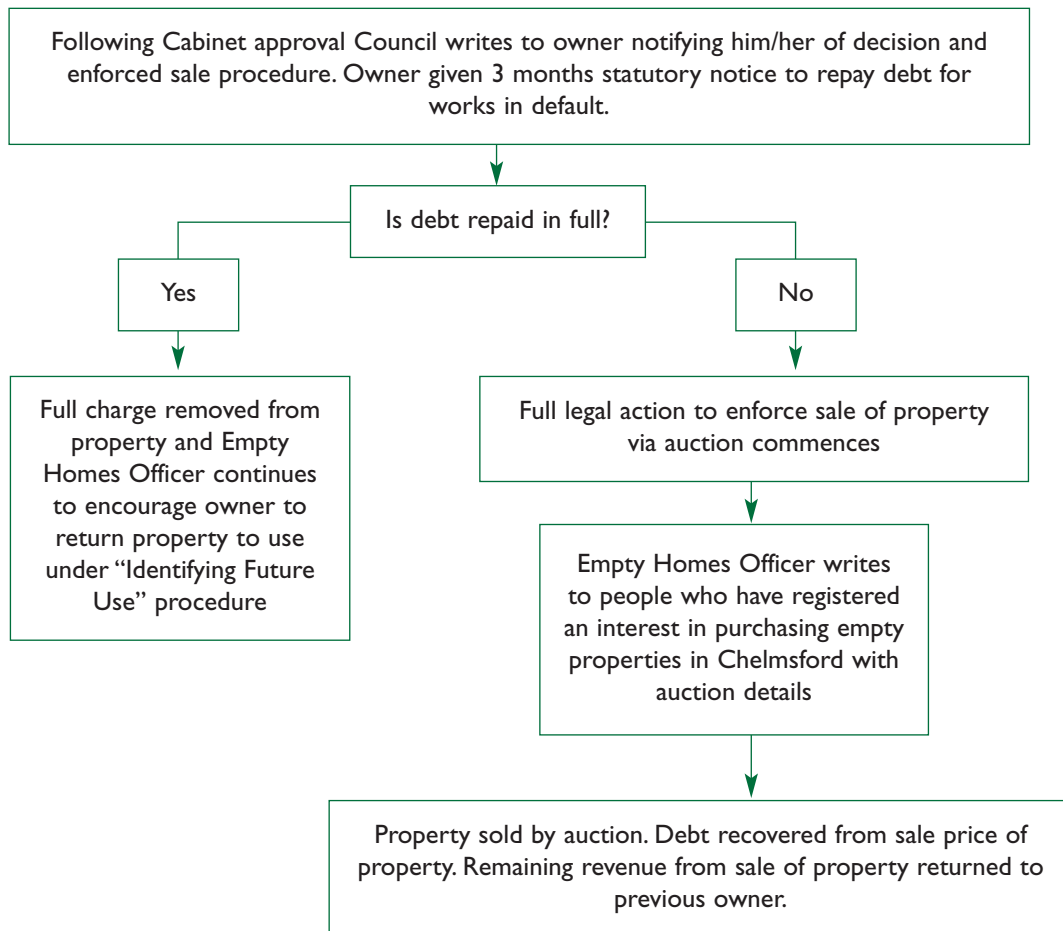 Following Cabinet approval Council writes to owner notifying him/her of decision and
enforced sale procedure. Owner given 3 months statutory notice to repay debt for
works in default.
Is debt repaid in full?
Yes
No
Full charge removed from
property and Empty
Homes Officer continues
to encourage owner to
return property to use
under “Identifying Future
Use” procedure
Full legal action to enforce sale of property
via auction commences
Empty Homes Officer writes
to people who have registered
an interest in purchasing empty
properties in Chelmsford with
auction details
Property sold by auction. Debt recovered from sale price of
property. Remaining revenue from sale of property returned to
previous owner.